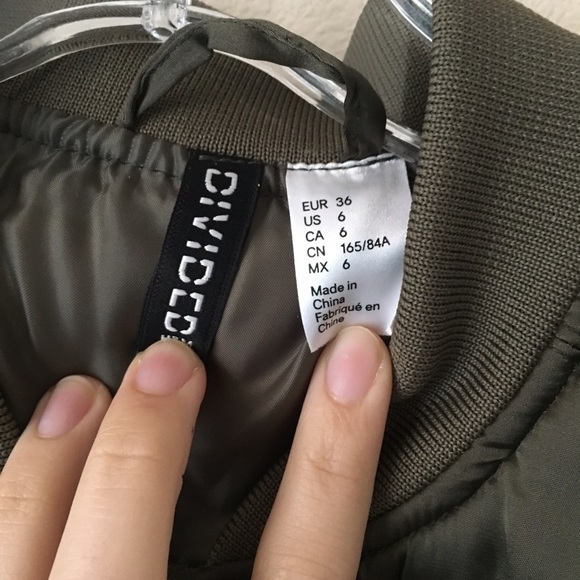 DIVIDED
EUR 36
US 6
CA 6
CN 165/84A
MX 6
Made in
China
Fabriqué en
Chine